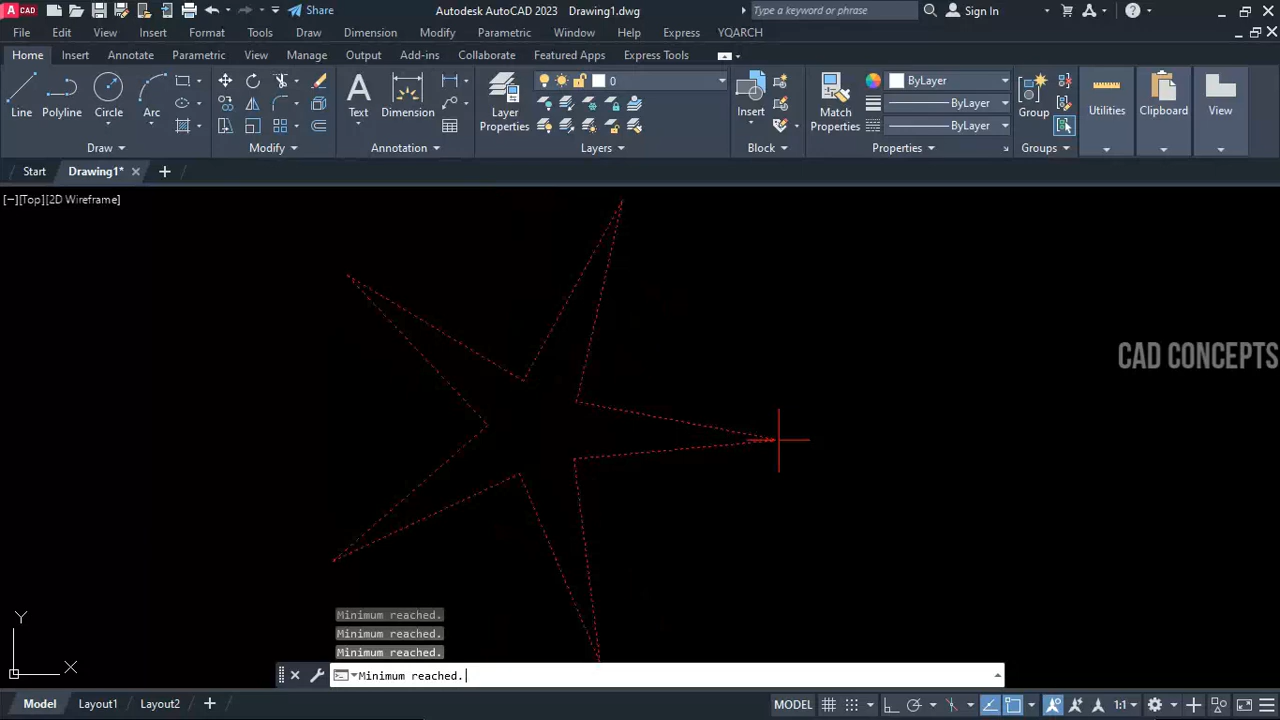 CAD Share Autodesk AutoCAD 2023 Drawing1.dwg Type a keyword or phrase Sign In
File Edit View Insert Format Tools Draw Dimension Modify Parametric Window Help Express YQARCH
Home Insert Annotate Parametric View Manage Output Add-ins Collaborate Featured Apps Express Tools
0 ByLayer
Line Polyline Circle Arc Text Dimension Layer Properties Insert Match Properties ByLayer Group Utilities Clipboard View
ByLayer
Draw Modify Annotation Layers Block Properties Groups
Start Drawing1*
[−][Top][2D Wireframe]
CAD CONCEPTS
Minimum reached.
Minimum reached.
Minimum reached.
Y
X
Minimum reached.
Model Layout1 Layout2 MODEL 1:1